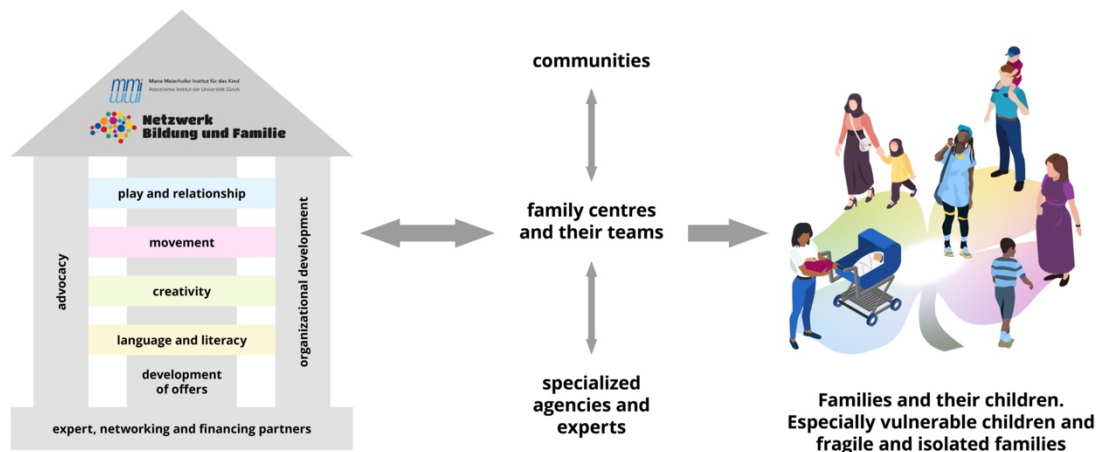 mmi
Marie Meierhofer Institut für das Kind
Assoziiertes Institut der Universität Zürich
Netzwerk
Bildung und Familie
play and relationship
movement
creativity
language and literacy
development
of offers
advocacy
organizational development
expert, networking and financing partners
communities
family centres
and their teams
specialized
agencies and
experts
Families and their children.
Especially vulnerable children and
fragile and isolated families